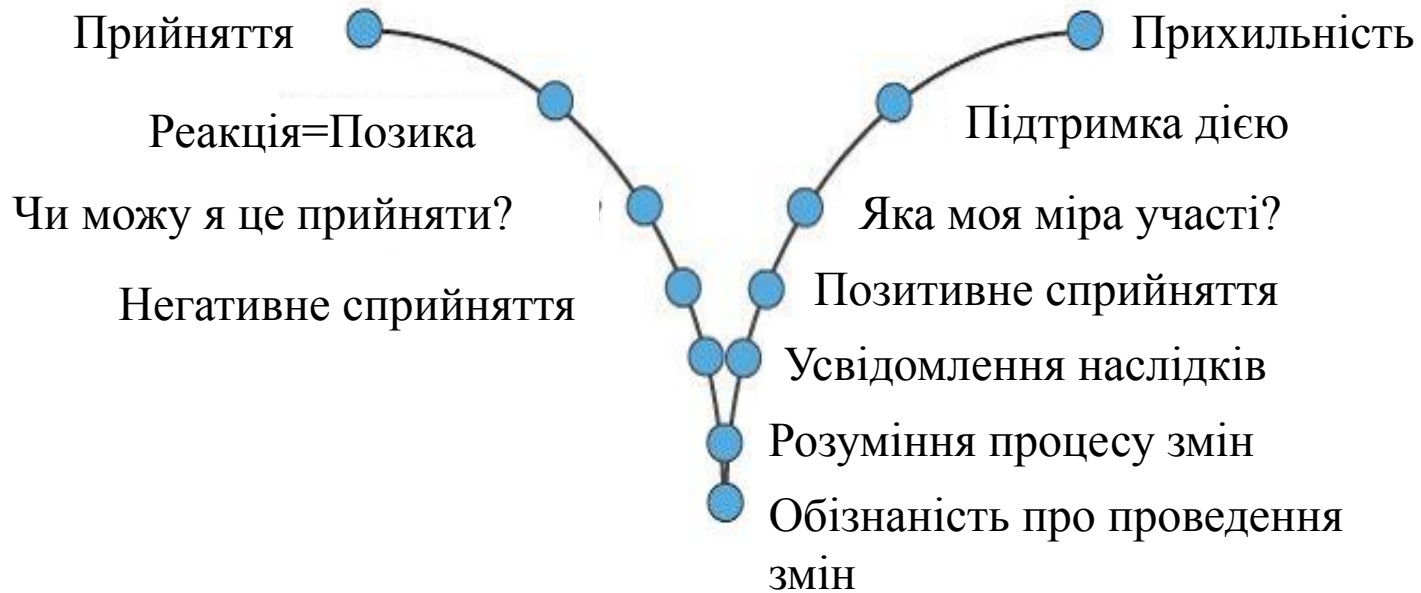 Прийняття
Прихильність
Реакція=Позика
Підтримка дією
Чи можу я це прийняти?
Яка моя міра участі?
Негативне сприйняття
Позитивне сприйняття
Усвідомлення наслідків
Розуміння процесу змін
Обізнаність про проведення
змін